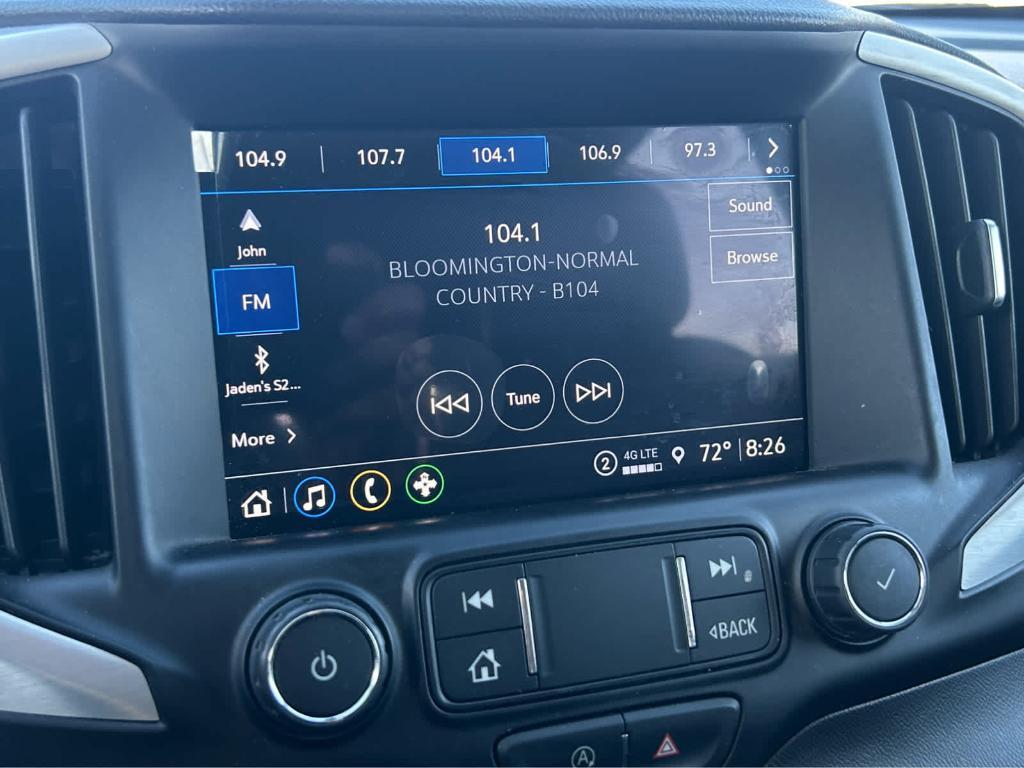 104.9 107.7 104.1 106.9 97.3
Sound
Browse
John
FM
Jaden's S2...
More
104.1
BLOOMINGTON-NORMAL
COUNTRY - B104
Tune
2 4G LTE 72° 8:26
BACK
A